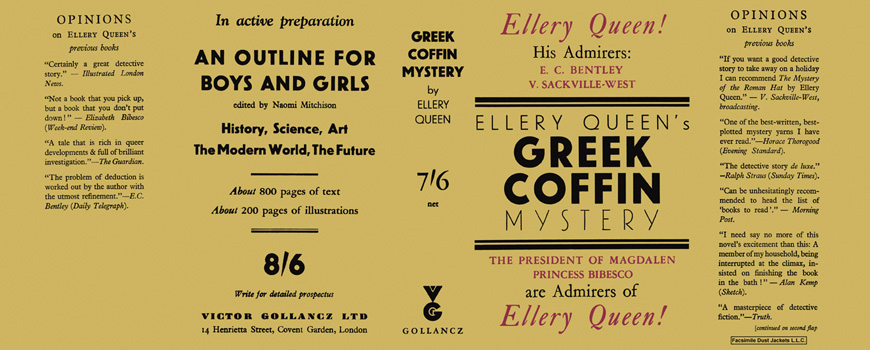 OPINIONS
on ELLERY QUEEN'S
previous books
"Certainly a great detective
story." — Illustrated London
News.
"Not a book that you pick up,
but a book that you don't put
down!" — Elizabeth Bibesco
(Week-end Review).
"A tale that is rich in queer
developments & full of brilliant
investigation."—The Guardian.
"The problem of deduction is
worked out by the author with
the utmost refinement."—E.C.
Bentley (Daily Telegraph).
In active preparation
AN OUTLINE FOR
BOYS AND GIRLS
edited by Naomi Mitchison
History, Science, Art
The Modern World, The Future
About 800 pages of text
About 200 pages of illustrations
8/6
Write for detailed prospectus
VICTOR GOLLANCZ LTD
14 Henrietta Street, Covent Garden, London
GREEK
COFFIN
MYSTERY
by
ELLERY
QUEEN
7/6
net
VG
GOLLANCZ
Ellery Queen!
His Admirers:
E. C. BENTLEY
V. SACKVILLE-WEST
ELLERY QUEEN's
GREEK
COFFIN
MYSTERY
THE PRESIDENT OF MAGDALEN
PRINCESS BIBESCO
are Admirers of
Ellery Queen!
OPINIONS
on ELLERY QUEEN'S
previous books
"If you want a good detective
story to take away on a holiday
I can recommend The Mystery
of the Roman Hat by Ellery
Queen." — V. Sackville-West,
broadcasting.
"One of the best-written, best-
plotted mystery yarns I have
ever read."—Horace Thorogood
(Evening Standard).
"The detective story de luxe."
—Ralph Straus (Sunday Times).
"Can be unhesitatingly recom-
mended to head the list of
'books to read'." — Morning
Post.
"I need say no more of this
novel's excitement than this: A
member of my household, being
interrupted at the climax, in-
sisted on finishing the book
in the bath!" — Alan Kemp
(Sketch).
"A masterpiece of detective
fiction."—Truth.
[continued on second flap
Facsimile Dust Jackets L.L.C.